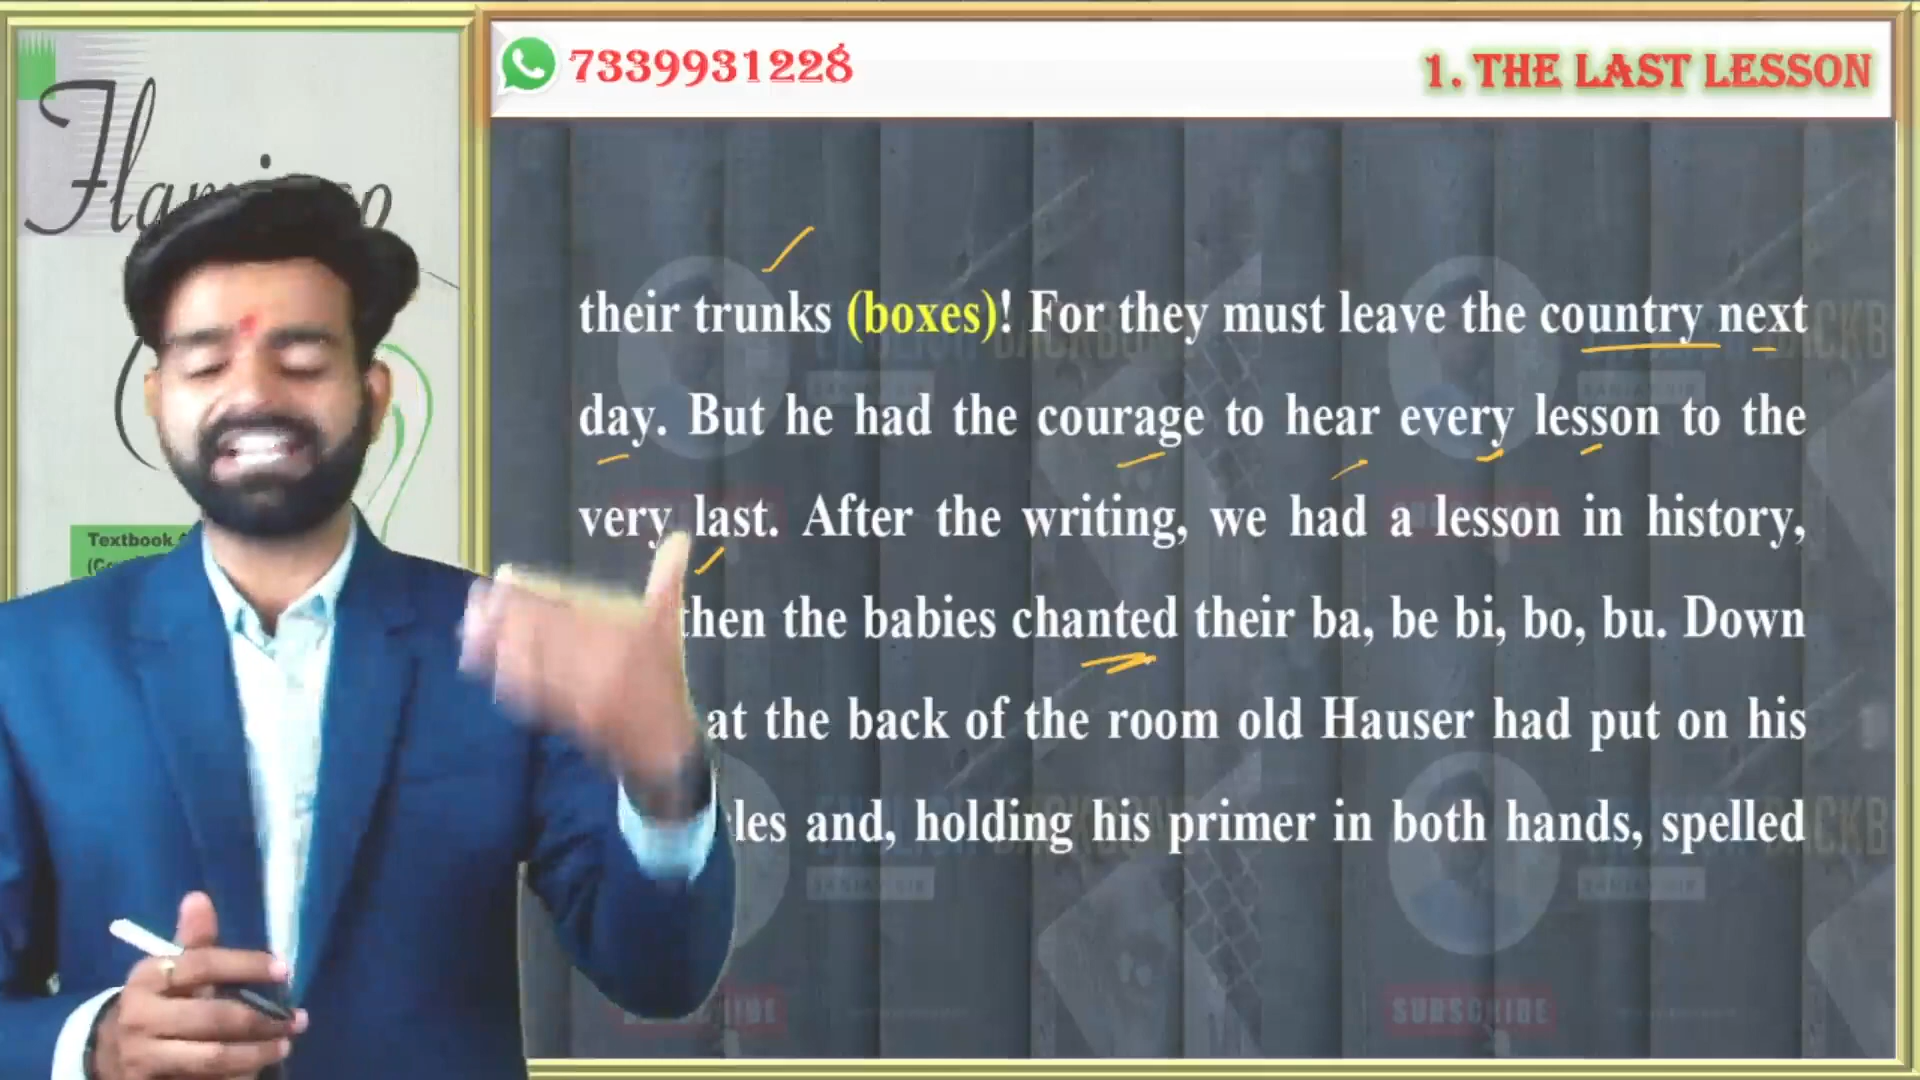 Flamingo
Textbook
7339931228
1. THE LAST LESSON
their trunks (boxes)! For they must leave the country next
day. But he had the courage to hear every lesson to the
very last. After the writing, we had a lesson in history,
then the babies chanted their ba, be bi, bo, bu. Down
at the back of the room old Hauser had put on his
and, holding his primer in both hands, spelled
SUBSCRIBE